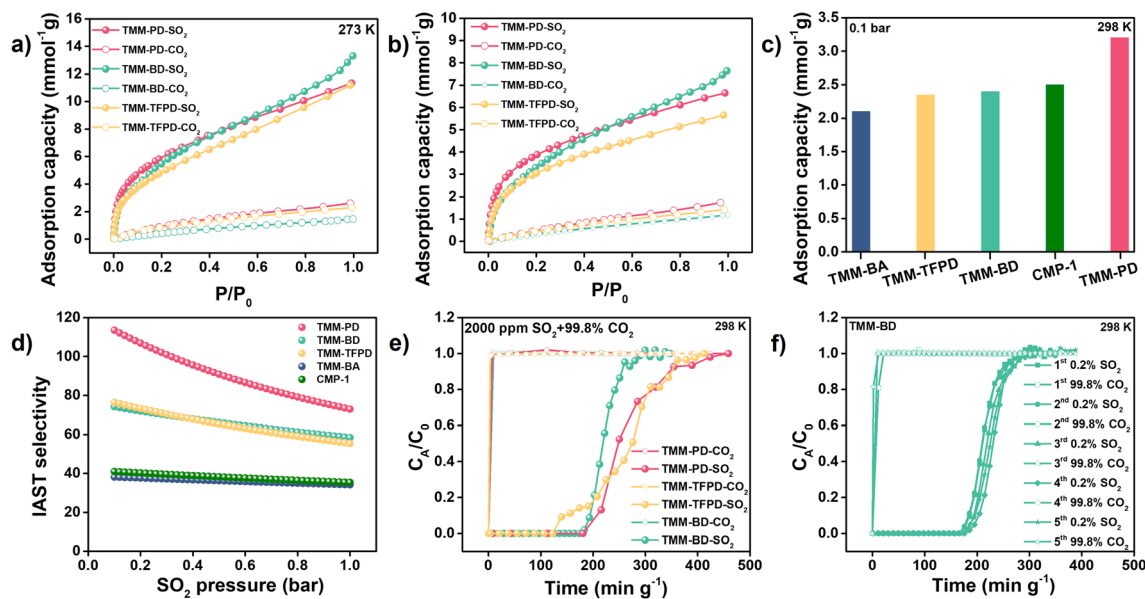 a)
273 K
TMM-PD-SO₂
TMM-PD-CO₂
TMM-BD-SO₂
TMM-BD-CO₂
TMM-TFPD-SO₂
TMM-TFPD-CO₂
Adsorption capacity (mmol⁻¹g)
16
14
12
10
8
6
4
2
0
0.0 0.2 0.4 0.6 0.8 1.0
P/P₀
b)
TMM-PD-SO₂
TMM-PD-CO₂
TMM-BD-SO₂
TMM-BD-CO₂
TMM-TFPD-SO₂
TMM-TFPD-CO₂
Adsorption capacity (mmol⁻¹g)
10
9
8
7
6
5
4
3
2
1
0
0.0 0.2 0.4 0.6 0.8 1.0
P/P₀
c)
0.1 bar 298 K
Adsorption capacity (mmol⁻¹g)
3.5
3.0
2.5
2.0
1.5
1.0
0.5
0.0
TMM-BA TMM-TFPD TMM-BD CMP-1 TMM-PD
d)
TMM-PD
TMM-BD
TMM-TFPD
TMM-BA
CMP-1
IAST selectivity
120
100
80
60
40
20
0
0.0 0.2 0.4 0.6 0.8 1.0
SO₂ pressure (bar)
e)
2000 ppm SO₂+99.8% CO₂ 298 K
C_A/C₀
1.2
1.0
0.8
0.6
0.4
0.2
0.0
TMM-PD-CO₂
TMM-PD-SO₂
TMM-TFPD-CO₂
TMM-TFPD-SO₂
TMM-BD-CO₂
TMM-BD-SO₂
0 100 200 300 400 500
Time (min g⁻¹)
f)
TMM-BD 298 K
C_A/C₀
1.2
1.0
0.8
0.6
0.4
0.2
0.0
1st 0.2% SO₂
1st 99.8% CO₂
2nd 0.2% SO₂
2nd 99.8% CO₂
3rd 0.2% SO₂
3rd 99.8% CO₂
4th 0.2% SO₂
4th 99.8% CO₂
5th 0.2% SO₂
5th 99.8% CO₂
0 100 200 300 400 500
Time (min g⁻¹)